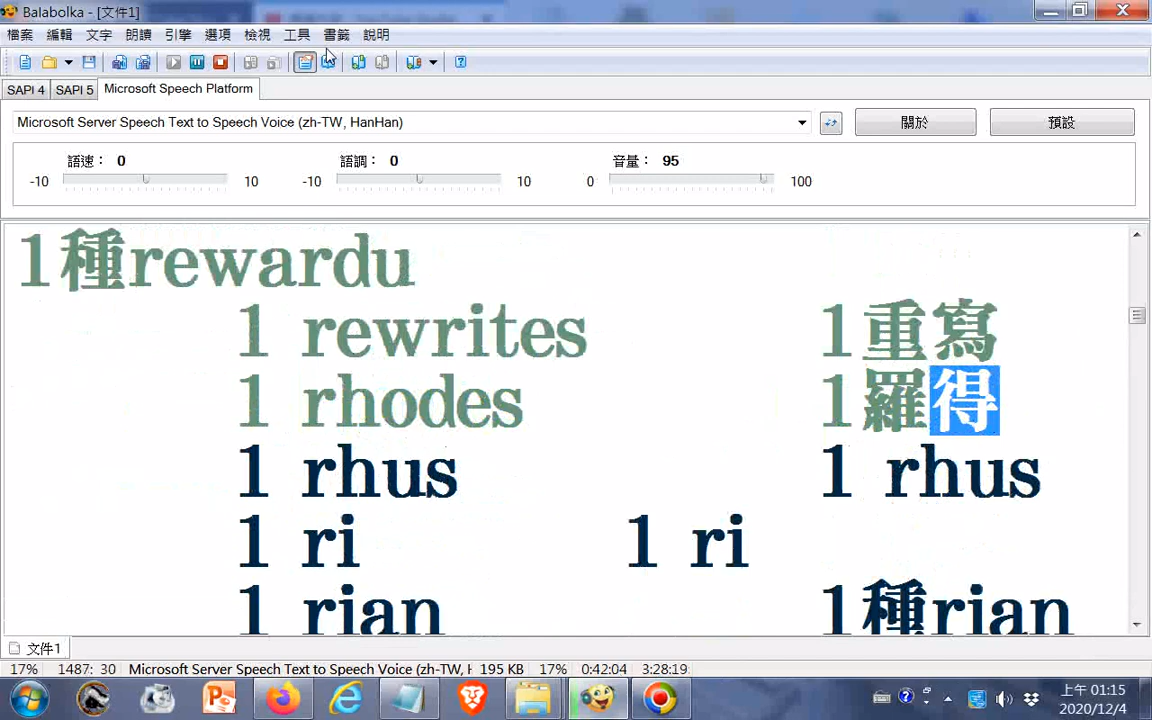 Balabolka - [文件1]
檔案 編輯 文字 朗讀 引擎 選項 檢視 工具 書籤 說明
SAPI 4 SAPI 5 Microsoft Speech Platform
Microsoft Server Speech Text to Speech Voice (zh-TW, HanHan) 關於 預設
語速： 0 語調： 0 音量： 95
-10 10 -10 10 0 100
1種rewardu
1 rewrites 1重寫
1 rhodes 1羅得
1 rhus 1 rhus
1 ri 1 ri
1 rian 1種rian
文件1
17% 1487: 30 Microsoft Server Speech Text to Speech Voice (zh-TW, H 195 KB 17% 0:42:04 3:28:19
上午 01:15
2020/12/4